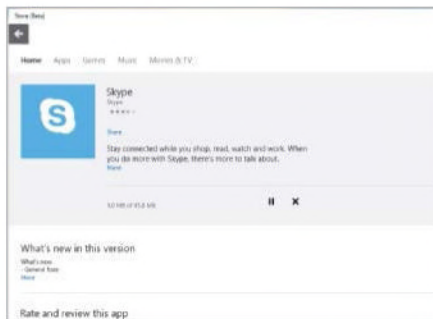 Store (Beta)
Home Apps Games Music Movies & TV
S
Skype
Skype
Share
Stay connected while you shop, read, watch and work. When
you do more with Skype, there's more to talk about.
More
What's new in this version
What's new:
- General fixes
More
Rate and review this app